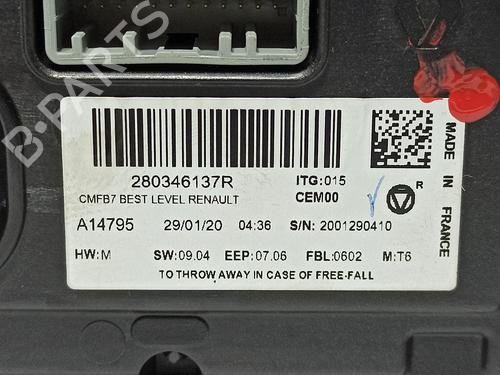 B-PARTS
280346137R
ITG:015
CMFB7 BEST LEVEL RENAULT
CEM00
R
A14795 29/01/20 04:36 S/N: 2001290410
HW:M SW:09.04 EEP:07.06 FBL:0602 M:T6
TO THROW AWAY IN CASE OF FREE-FALL
MADE IN FRANCE